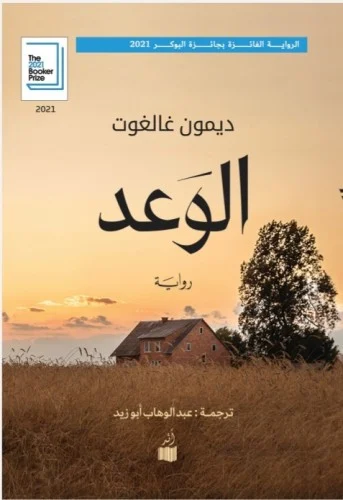 الرواية الفائزة بجائزة البوكر 2021
The
2021
Booker
Prize
2021
ديمون غالغوت
الوَعد
رواية
ترجمة : عبدالوهاب أبو زيد
أثر